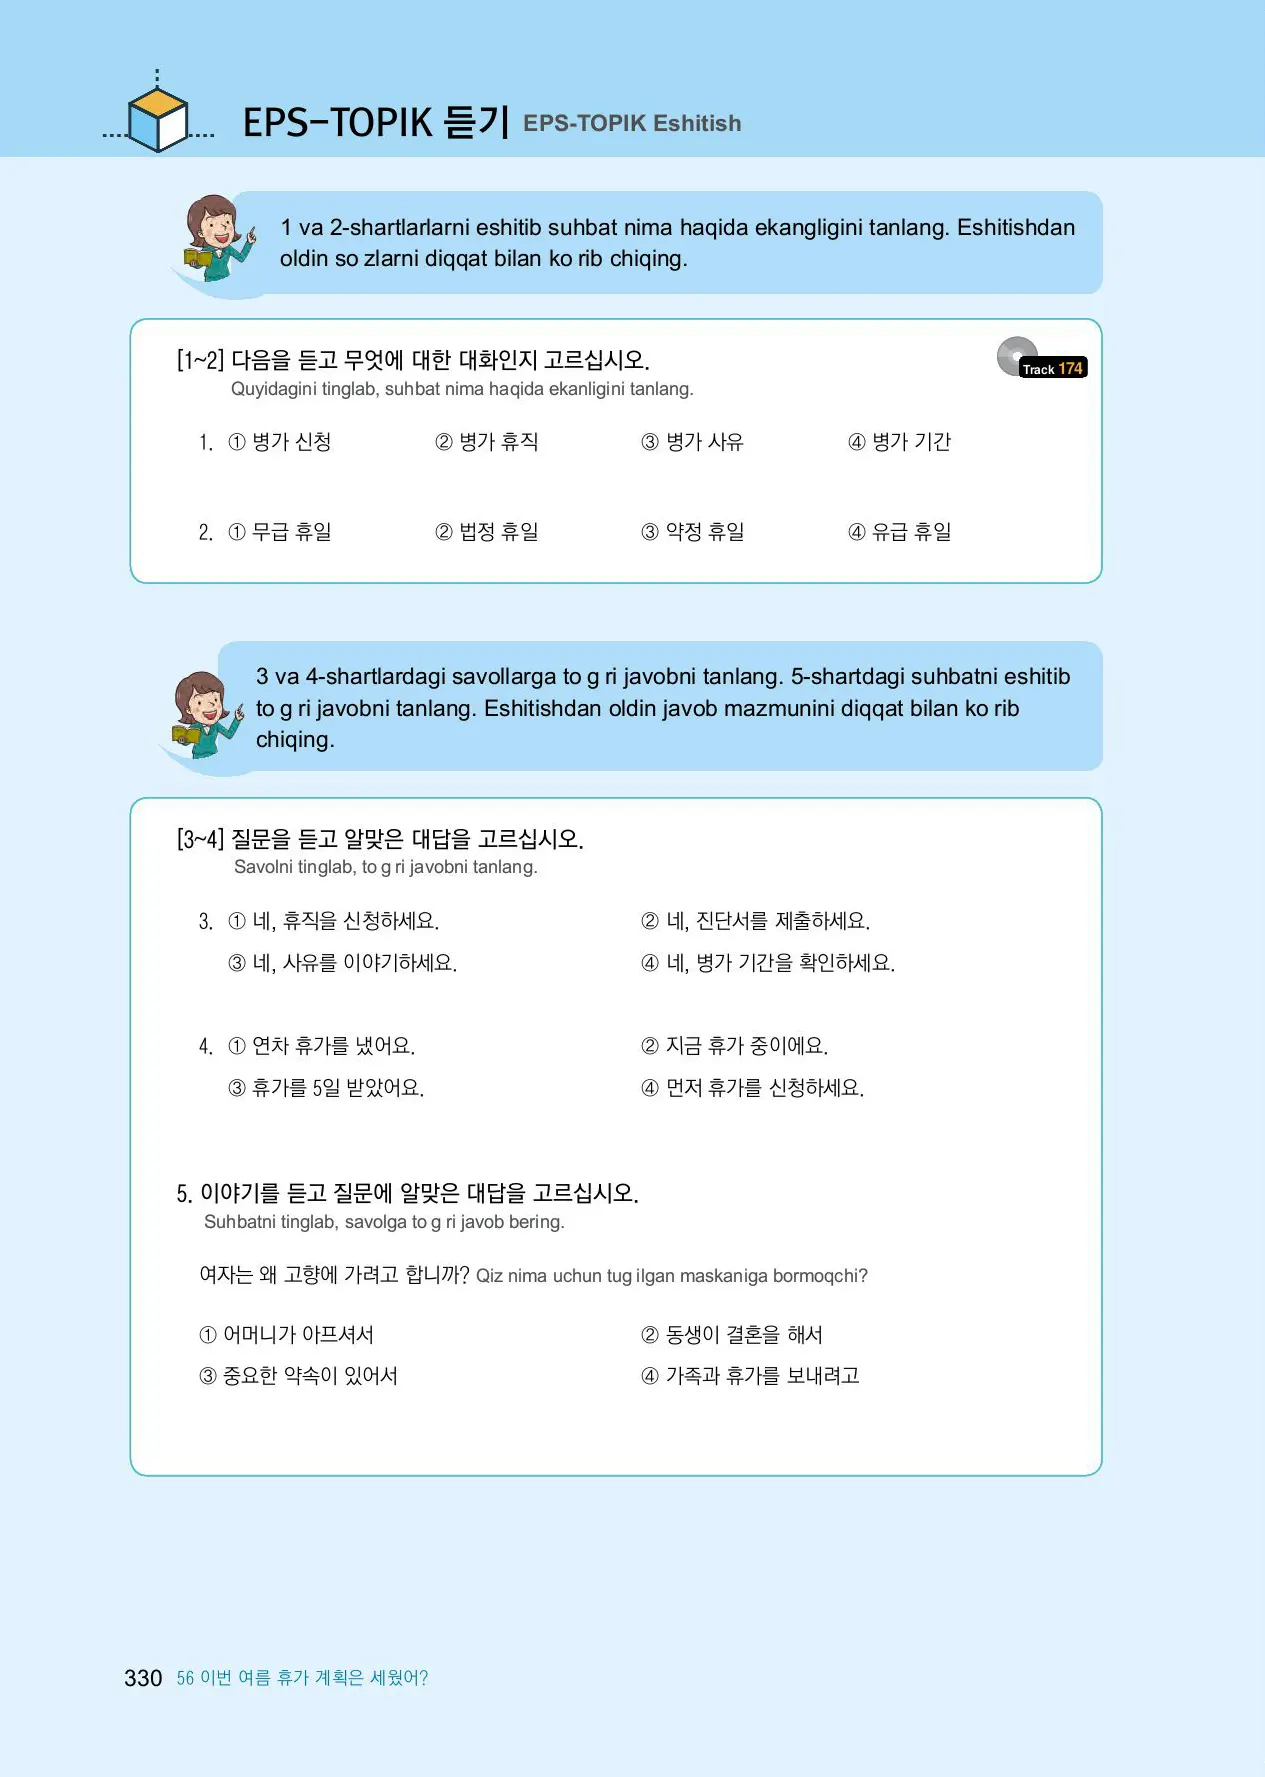 EPS-TOPIK 듣기 EPS-TOPIK Eshitish
1 va 2-shartlarlarni eshitib suhbat nima haqida ekangligini tanlang. Eshitishdan
oldin so zlarni diqqat bilan ko rib chiqing.
[1~2] 다음을 듣고 무엇에 대한 대화인지 고르십시오.
Track 174
Quyidagini tinglab, suhbat nima haqida ekanligini tanlang.
1. ① 병가 신청 ② 병가 휴직 ③ 병가 사유 ④ 병가 기간
2. ① 무급 휴일 ② 법정 휴일 ③ 약정 휴일 ④ 유급 휴일
3 va 4-shartlardagi savollarga to g ri javobni tanlang. 5-shartdagi suhbatni eshitib
to g ri javobni tanlang. Eshitishdan oldin javob mazmunini diqqat bilan ko rib
chiqing.
[3~4] 질문을 듣고 알맞은 대답을 고르십시오.
Savolni tinglab, to g ri javobni tanlang.
3. ① 네, 휴직을 신청하세요. ② 네, 진단서를 제출하세요.
③ 네, 사유를 이야기하세요. ④ 네, 병가 기간을 확인하세요.
4. ① 연차 휴가를 냈어요. ② 지금 휴가 중이에요.
③ 휴가를 5일 받았어요. ④ 먼저 휴가를 신청하세요.
5. 이야기를 듣고 질문에 알맞은 대답을 고르십시오.
Suhbatni tinglab, savolga to g ri javob bering.
여자는 왜 고향에 가려고 합니까? Qiz nima uchun tug ilgan maskaniga bormoqchi?
① 어머니가 아프셔서 ② 동생이 결혼을 해서
③ 중요한 약속이 있어서 ④ 가족과 휴가를 보내려고
330 56 이번 여름 휴가 계획은 세웠어?